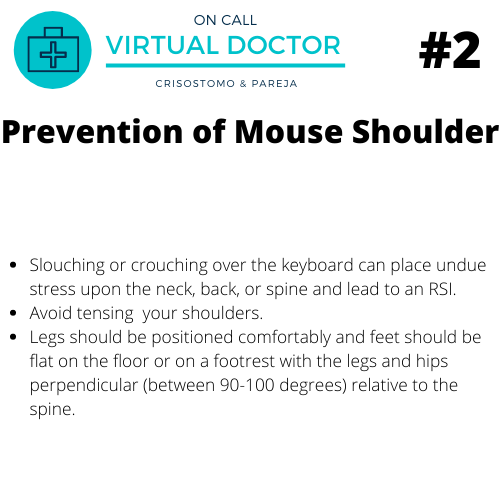 ON CALL
VIRTUAL DOCTOR
CRISOSTOMO & PAREJA
#2
Prevention of Mouse Shoulder
• Slouching or crouching over the keyboard can place undue
stress upon the neck, back, or spine and lead to an RSI.
• Avoid tensing  your shoulders.
• Legs should be positioned comfortably and feet should be
flat on the floor or on a footrest with the legs and hips
perpendicular (between 90-100 degrees) relative to the
spine.